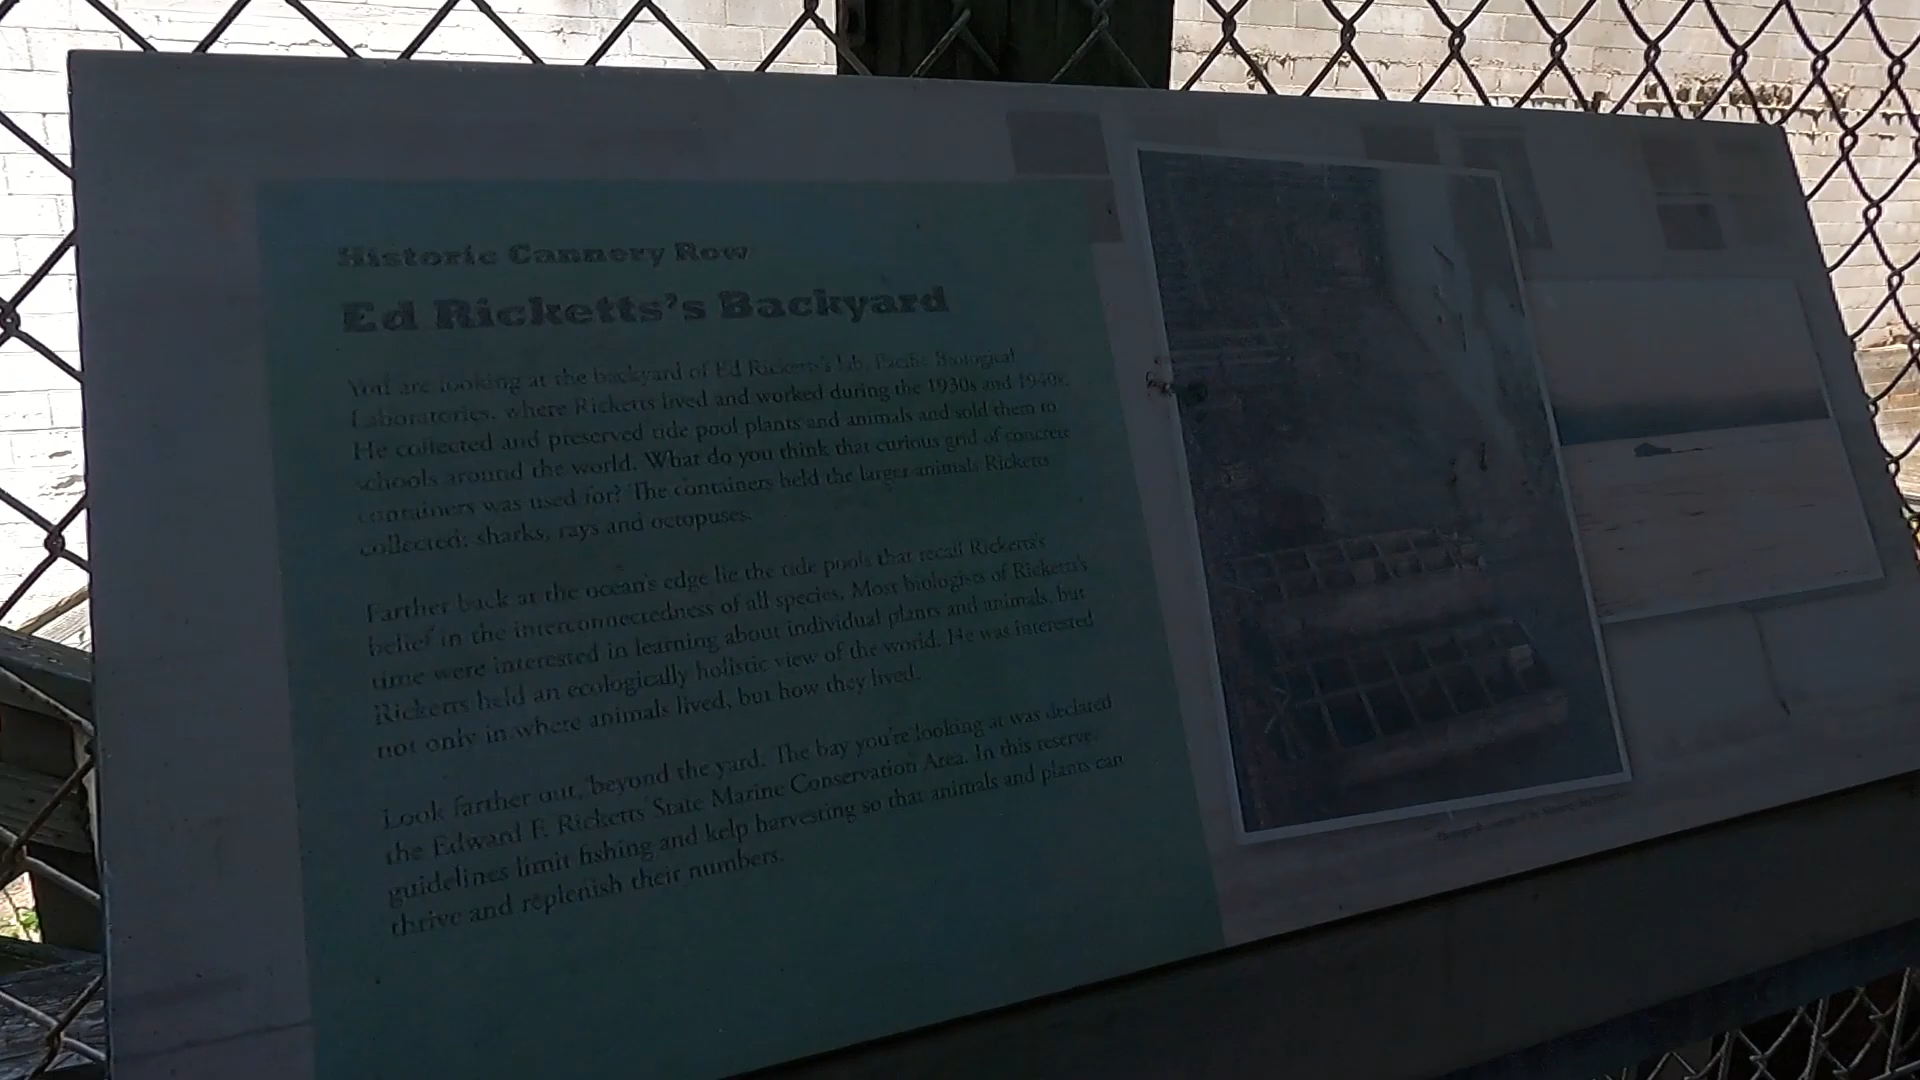 Historic Cannery Row
Ed Ricketts's Backyard
You are looking at the backyard of Ed Ricketts's lab, Pacific Biological
Laboratories, where Ricketts lived and worked during the 1930s and 1940s.
He collected and preserved tide pool plants and animals and sold them to
schools around the world. What do you think that curious grid of concrete
containers was used for? The containers held the larger animals Ricketts
collected: sharks, rays and octopuses.
Farther back at the ocean's edge lie the tide pools that recall Ricketts's
belief in the interconnectedness of all species. Most biologists of Ricketts's
time were interested in learning about individual plants and animals, but
Ricketts held an ecologically holistic view of the world. He was interested
not only in where animals lived, but how they lived.
Look farther out, beyond the yard. The bay you're looking at was declared
the Edward F. Ricketts State Marine Conservation Area. In this reserve,
guidelines limit fishing and kelp harvesting so that animals and plants can
thrive and replenish their numbers.